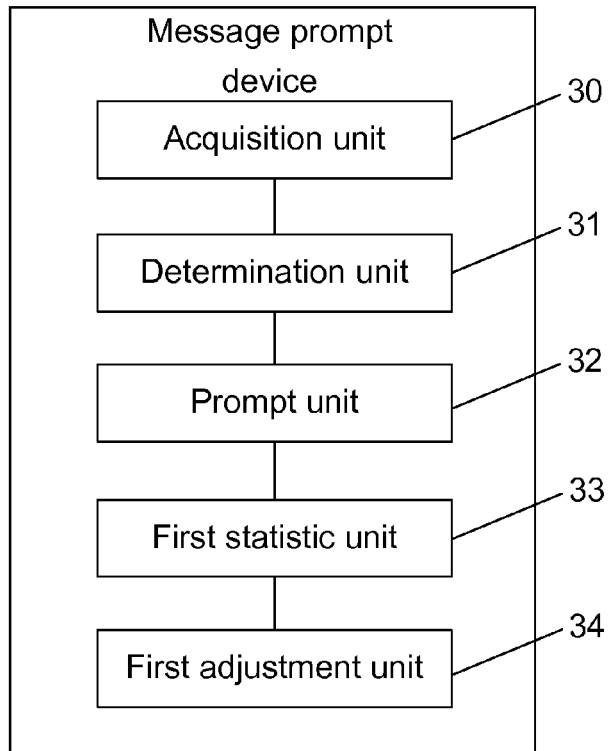 Message prompt
device
Acquisition unit
30
Determination unit
31
Prompt unit
32
First statistic unit
33
First adjustment unit
34